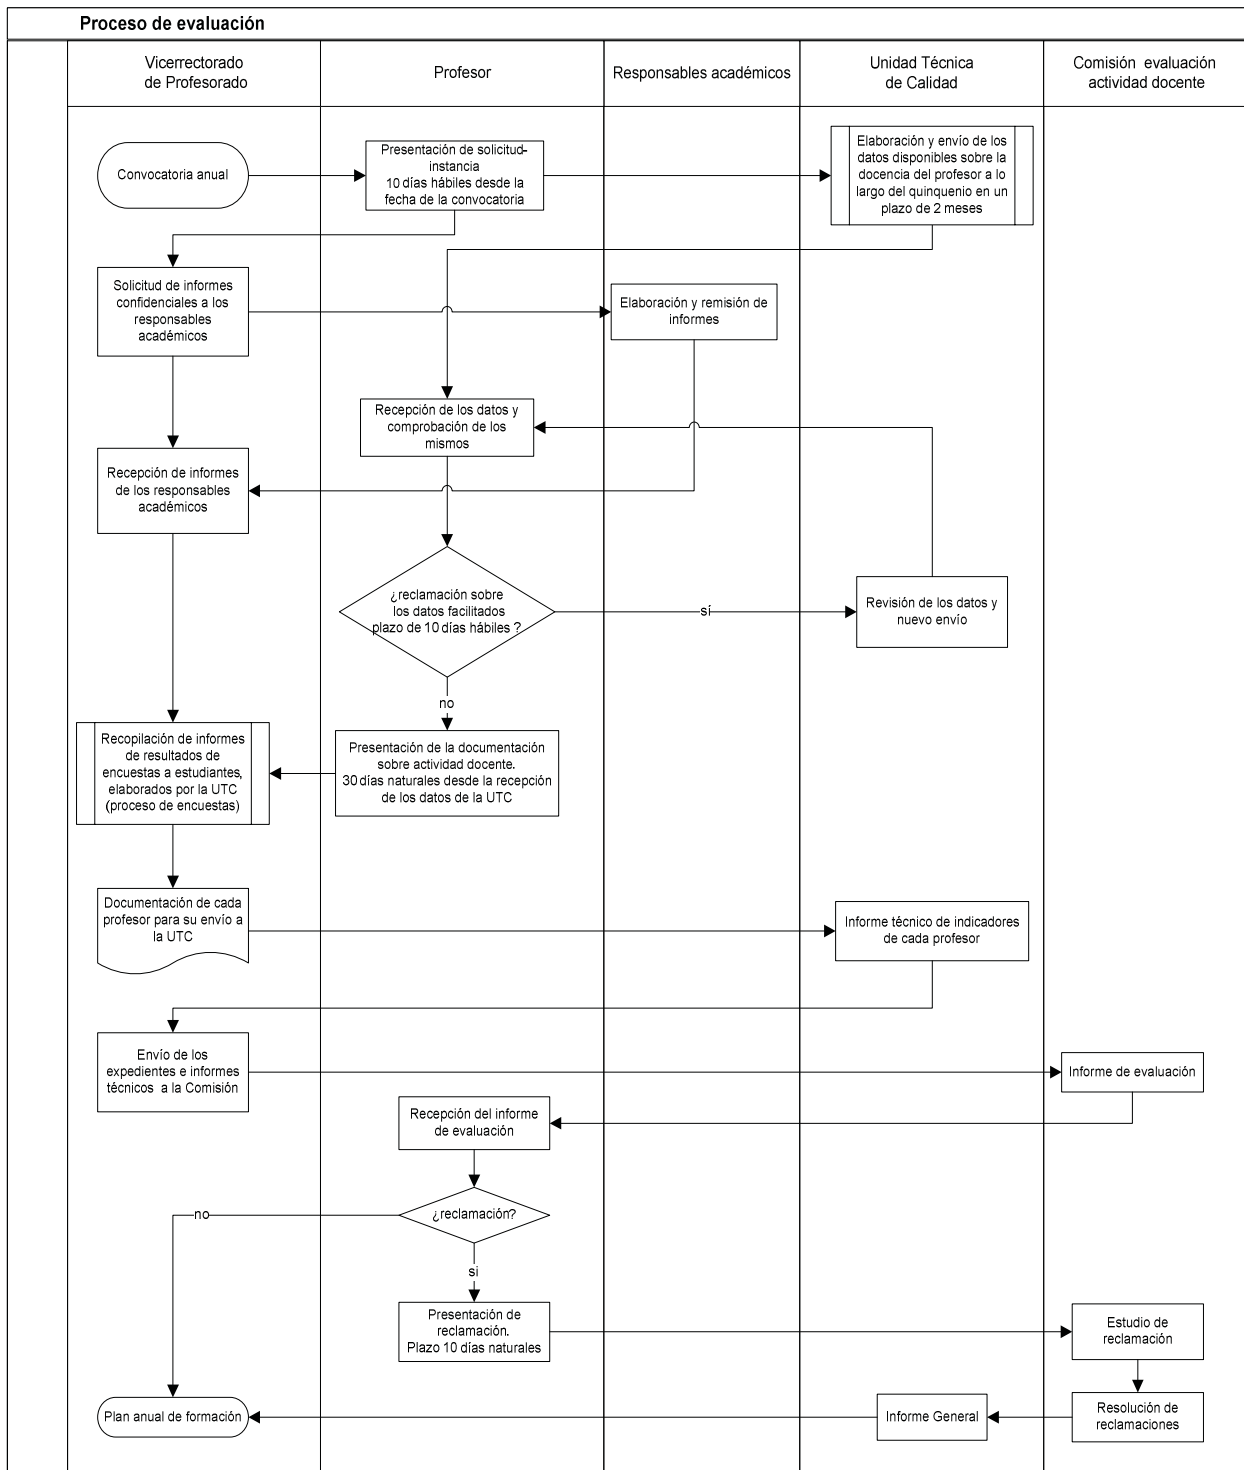 Proceso de evaluación
Vicerrectorado
de Profesorado
Profesor
Responsables académicos
Unidad Técnica
de Calidad
Comisión evaluación
actividad docente
Convocatoria anual
Presentación de solicitud-
instancia
10 días hábiles desde la
fecha de la convocatoria
Elaboración y envío de los
datos disponibles sobre la
docencia del profesor a lo
largo del quinquenio en un
plazo de 2 meses
Solicitud de informes
confidenciales a los
responsables
académicos
Elaboración y remisión de
informes
Recepción de los datos y
comprobación de los
mismos
Recepción de informes
de los responsables
académicos
¿reclamación sobre
los datos facilitados
plazo de 10 días hábiles ?
sí
Revisión de los datos y
nuevo envío
no
Recopilación de informes
de resultados de
encuestas a estudiantes,
elaborados por la UTC
(proceso de encuestas)
Presentación de la documentación
sobre actividad docente.
30 días naturales desde la recepción
de los datos de la UTC
Documentación de cada
profesor para su envío a
la UTC
Informe técnico de indicadores
de cada profesor
Envío de los
expedientes e informes
técnicos a la Comisión
Informe de evaluación
Recepción del informe
de evaluación
¿reclamación?
no
si
Presentación de
reclamación.
Plazo 10 días naturales
Estudio de
reclamación
Plan anual de formación
Informe General
Resolución de
reclamaciones